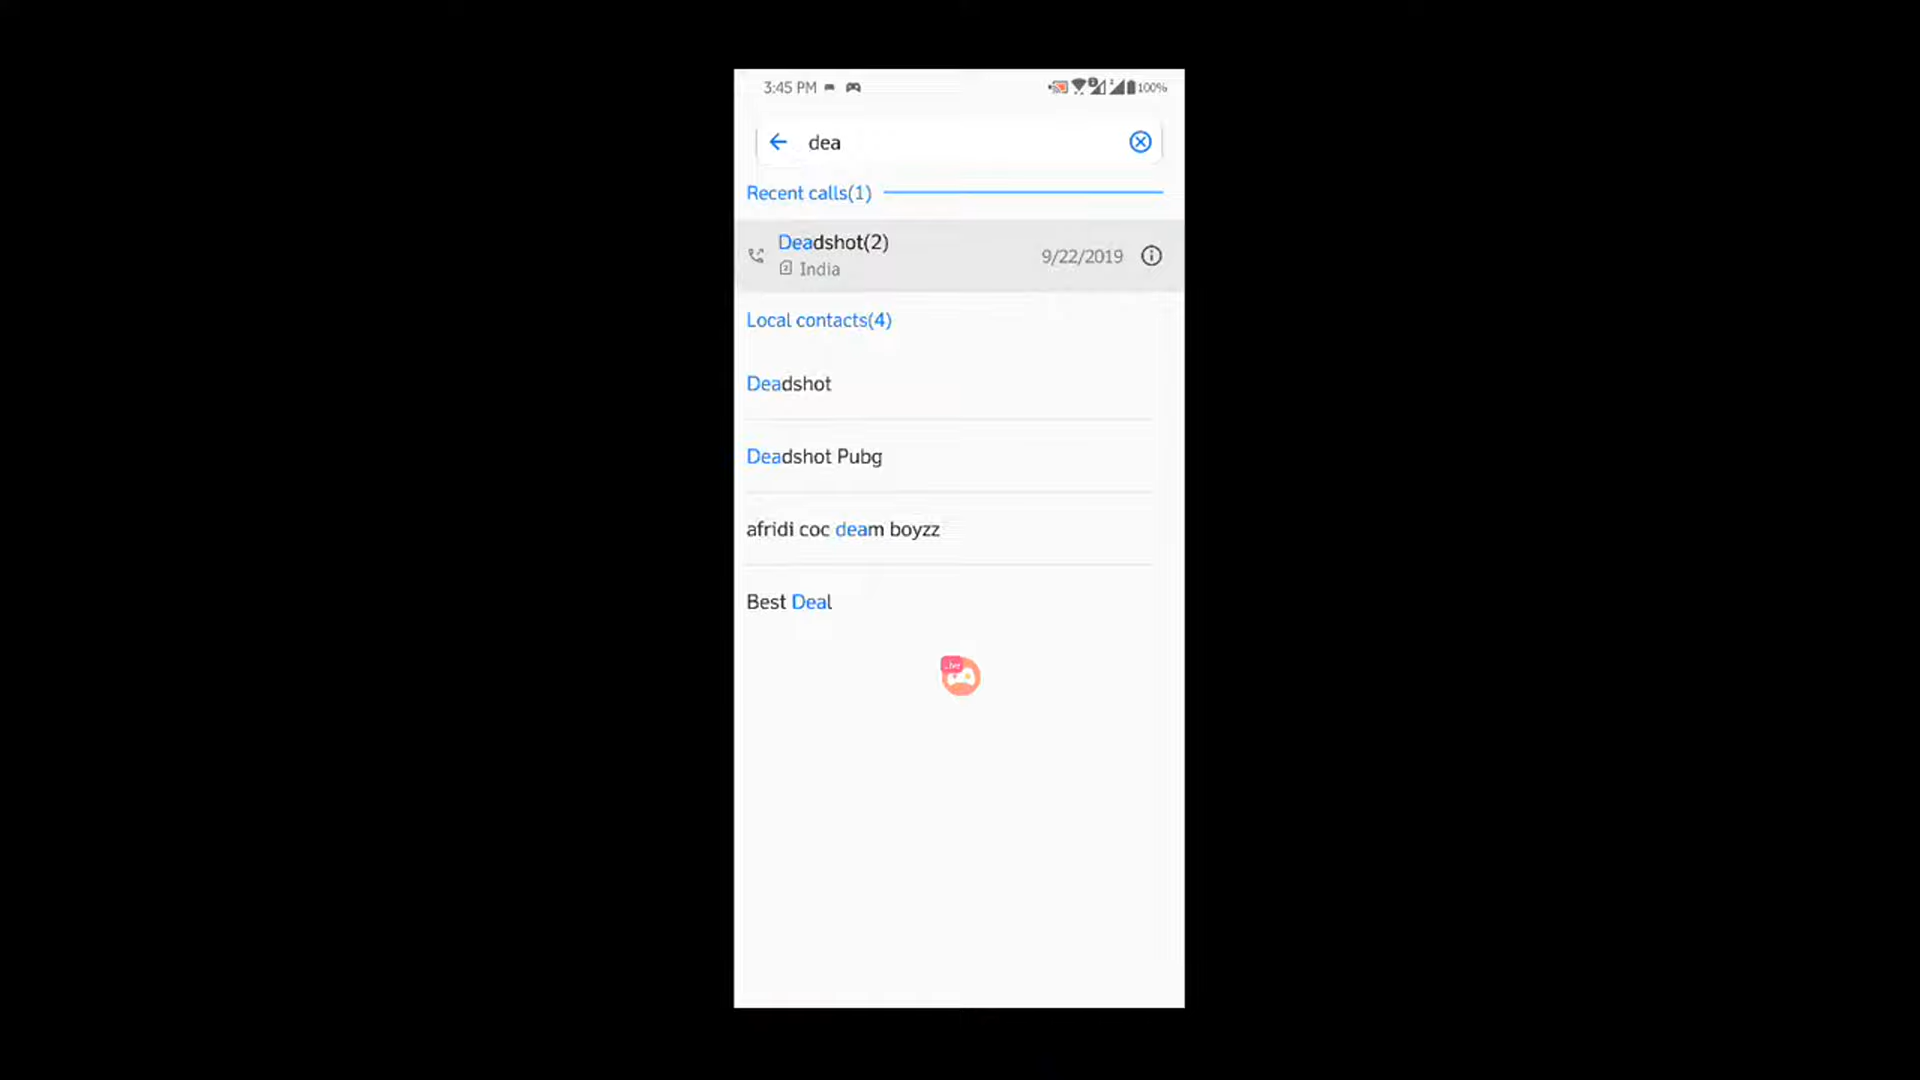 3:45 PM
100%
dea
Recent calls(1)
Deadshot(2)
India
9/22/2019
Local contacts(4)
Deadshot
Deadshot Pubg
afridi coc deam boyzz
Best Deal
Live